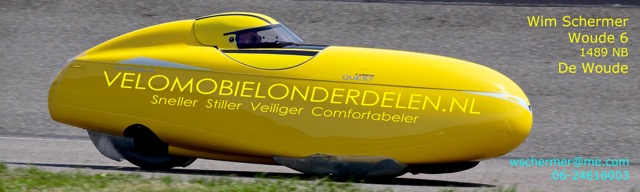 Wim Schermer
Woude 6
1489 NB
De Woude
QUEST
VELOMOBIELONDERDELEN.NL
Sneller Stiller Veiliger Comfortabeler
wschermer@me.com
06-24816003